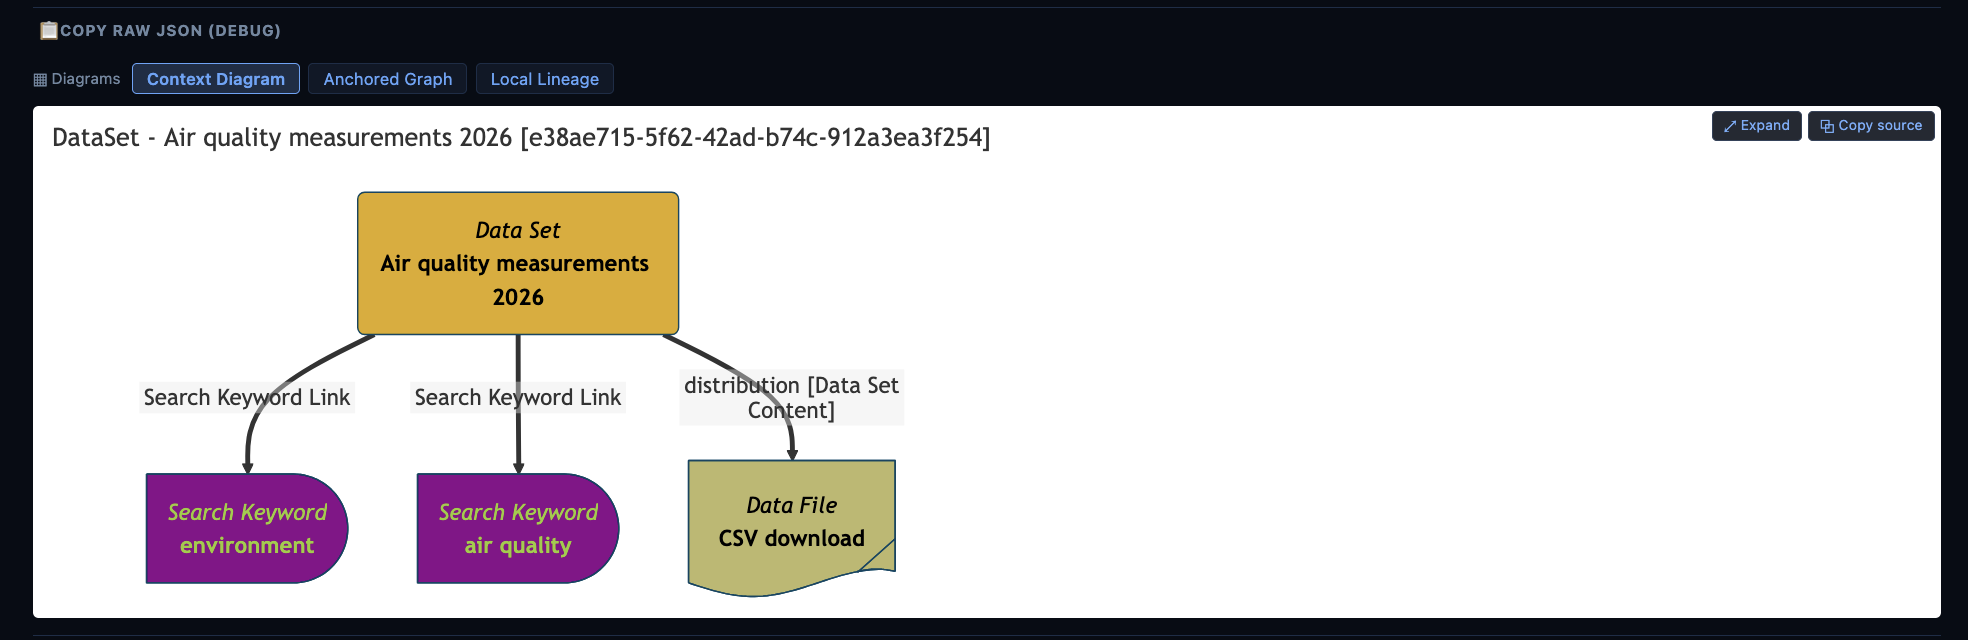 📋COPY RAW JSON (DEBUG)
▦ Diagrams Context Diagram Anchored Graph Local Lineage
DataSet - Air quality measurements 2026 [e38ae715-5f62-42ad-b74c-912a3ea3f254]
⤢ Expand ⧉ Copy source
Data Set
Air quality measurements
2026
Search Keyword Link
Search Keyword Link
distribution [Data Set
Content]
Search Keyword
environment
Search Keyword
air quality
Data File
CSV download